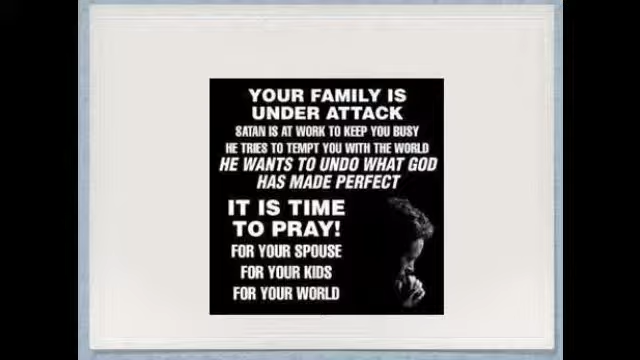 YOUR FAMILY IS
UNDER ATTACK
SATAN IS AT WORK TO KEEP YOU BUSY
HE TRIES TO TEMPT YOU WITH THE WORLD
HE WANTS TO UNDO WHAT GOD
HAS MADE PERFECT
IT IS TIME
TO PRAY!
FOR YOUR SPOUSE
FOR YOUR KIDS
FOR YOUR WORLD